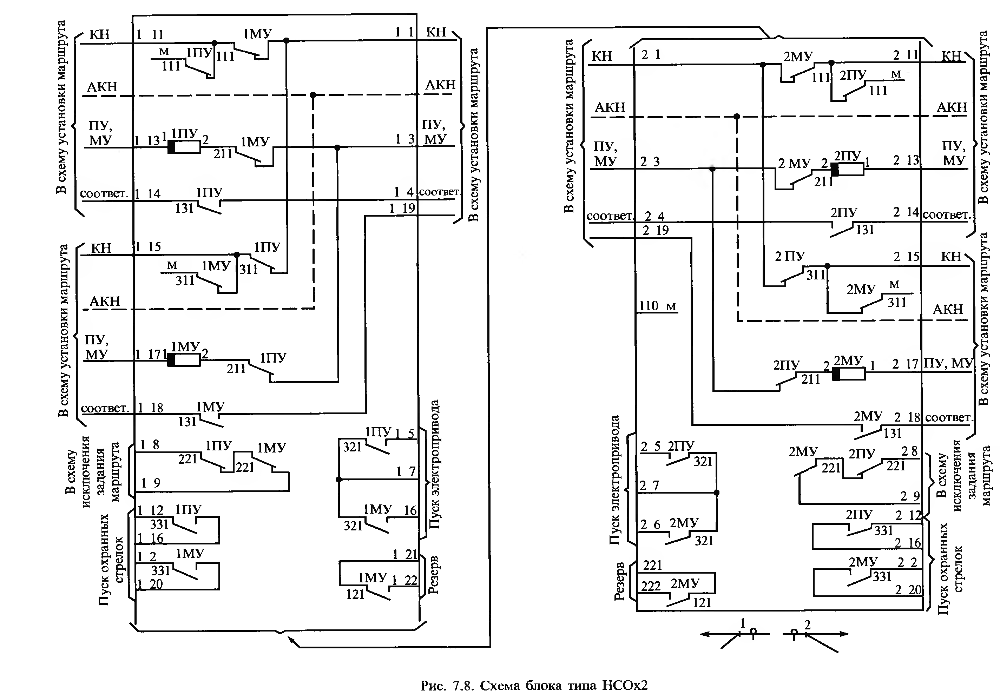 КН 1 11 1МУ 1 1 КН
м 1ПУ 111
111
АКН АКН
ПУ, МУ 1 13 1 1ПУ 2 1МУ 1 3 ПУ, МУ
211
соответ. 1 14 1ПУ 1 4 соответ.
131
1 19
В схему установки маршрута
В схему установки маршрута
КН 1 15 1ПУ
м 1МУ 311
311
АКН
ПУ, МУ 1 17 1 1МУ 2 1ПУ
211
соответ. 1 18 1МУ
131
В схему установки маршрута
1 8 1ПУ 1МУ
221 221
1 9
В схему исключения задания маршрута
1 12 1ПУ
331
1 16
1 2 1МУ
331
1 20
Пуск охранных стрелок
1ПУ 1 5
321
1 7
1МУ 16
321
Пуск электропривода
1 21
1МУ 1 22
121
Резерв
КН 2 1 2МУ 2 11 КН
111 2ПУ м
111
АКН АКН
ПУ, МУ 2 3 2 МУ 2 2ПУ 1 2 13 ПУ, МУ
211
соответ. 2 4 2ПУ 2 14 соответ.
131
2 19
В схему установки маршрута
В схему установки маршрута
2 ПУ 2 15 КН
311
2МУ м
311
110 м
АКН
2ПУ 2 2МУ 1 2 17 ПУ, МУ
211
2МУ 2 18 соответ.
131
В схему установки маршрута
2 5 2ПУ
321
2 7
2 6 2МУ
321
Пуск электропривода
221
222 2МУ
121
Резерв
2МУ 2ПУ 2 8
221 221
2 9
В схему исключения задания маршрута
2ПУ 2 12
331
2 16
2МУ 2 2
331
2 20
Пуск охранных стрелок
1 2
Рис. 7.8. Схема блока типа НСОх2